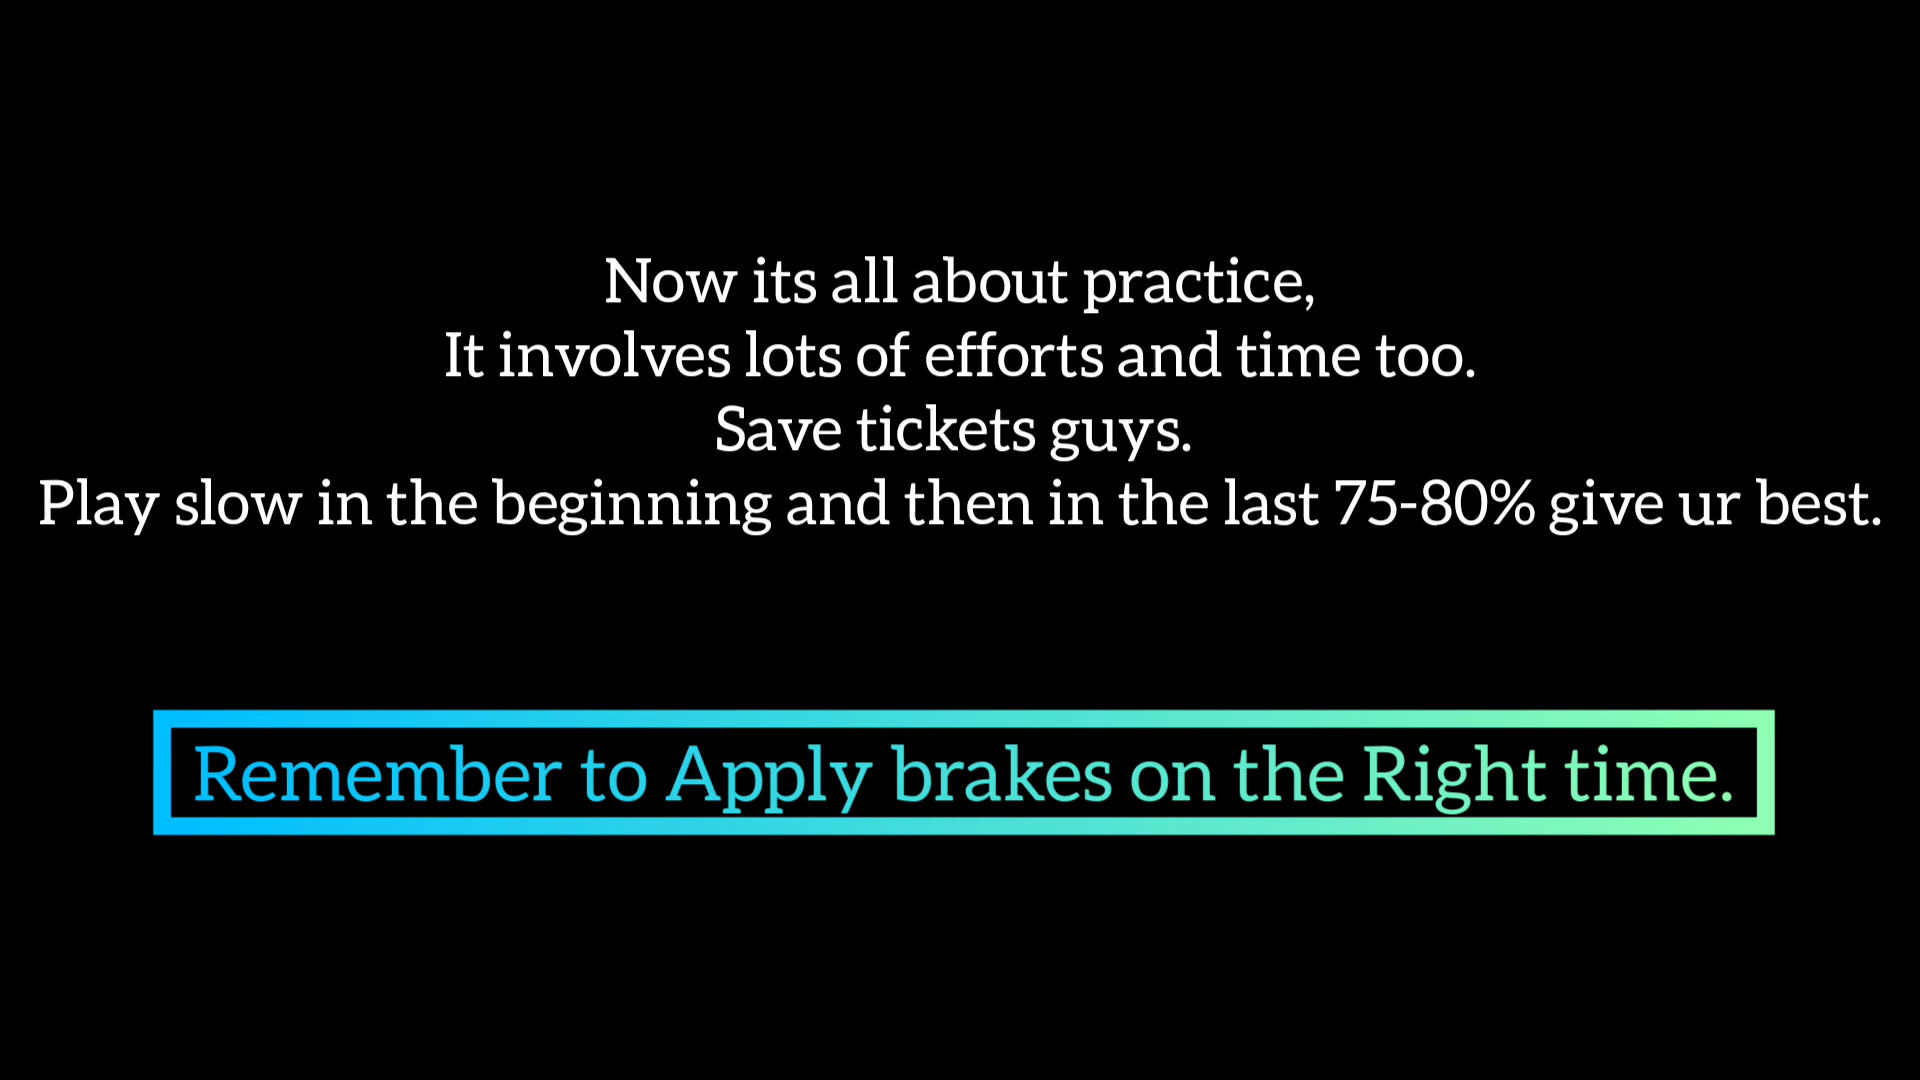 Now its all about practice,
It involves lots of efforts and time too.
Save tickets guys.
Play slow in the beginning and then in the last 75-80% give ur best.
Remember to Apply brakes on the Right time.